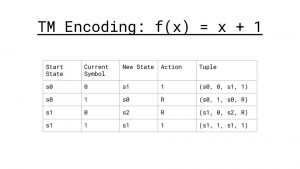 TM Encoding: f(x) = x + 1
Start State Current Symbol New State Action Tuple
s0 0 s1 1 (s0, 0, s1, 1)
s0 1 s0 R (s0, 1, s0, R)
s1 0 s2 R (s1, 0, s2, R)
s1 1 s1 1 (s1, 1, s1, 1)